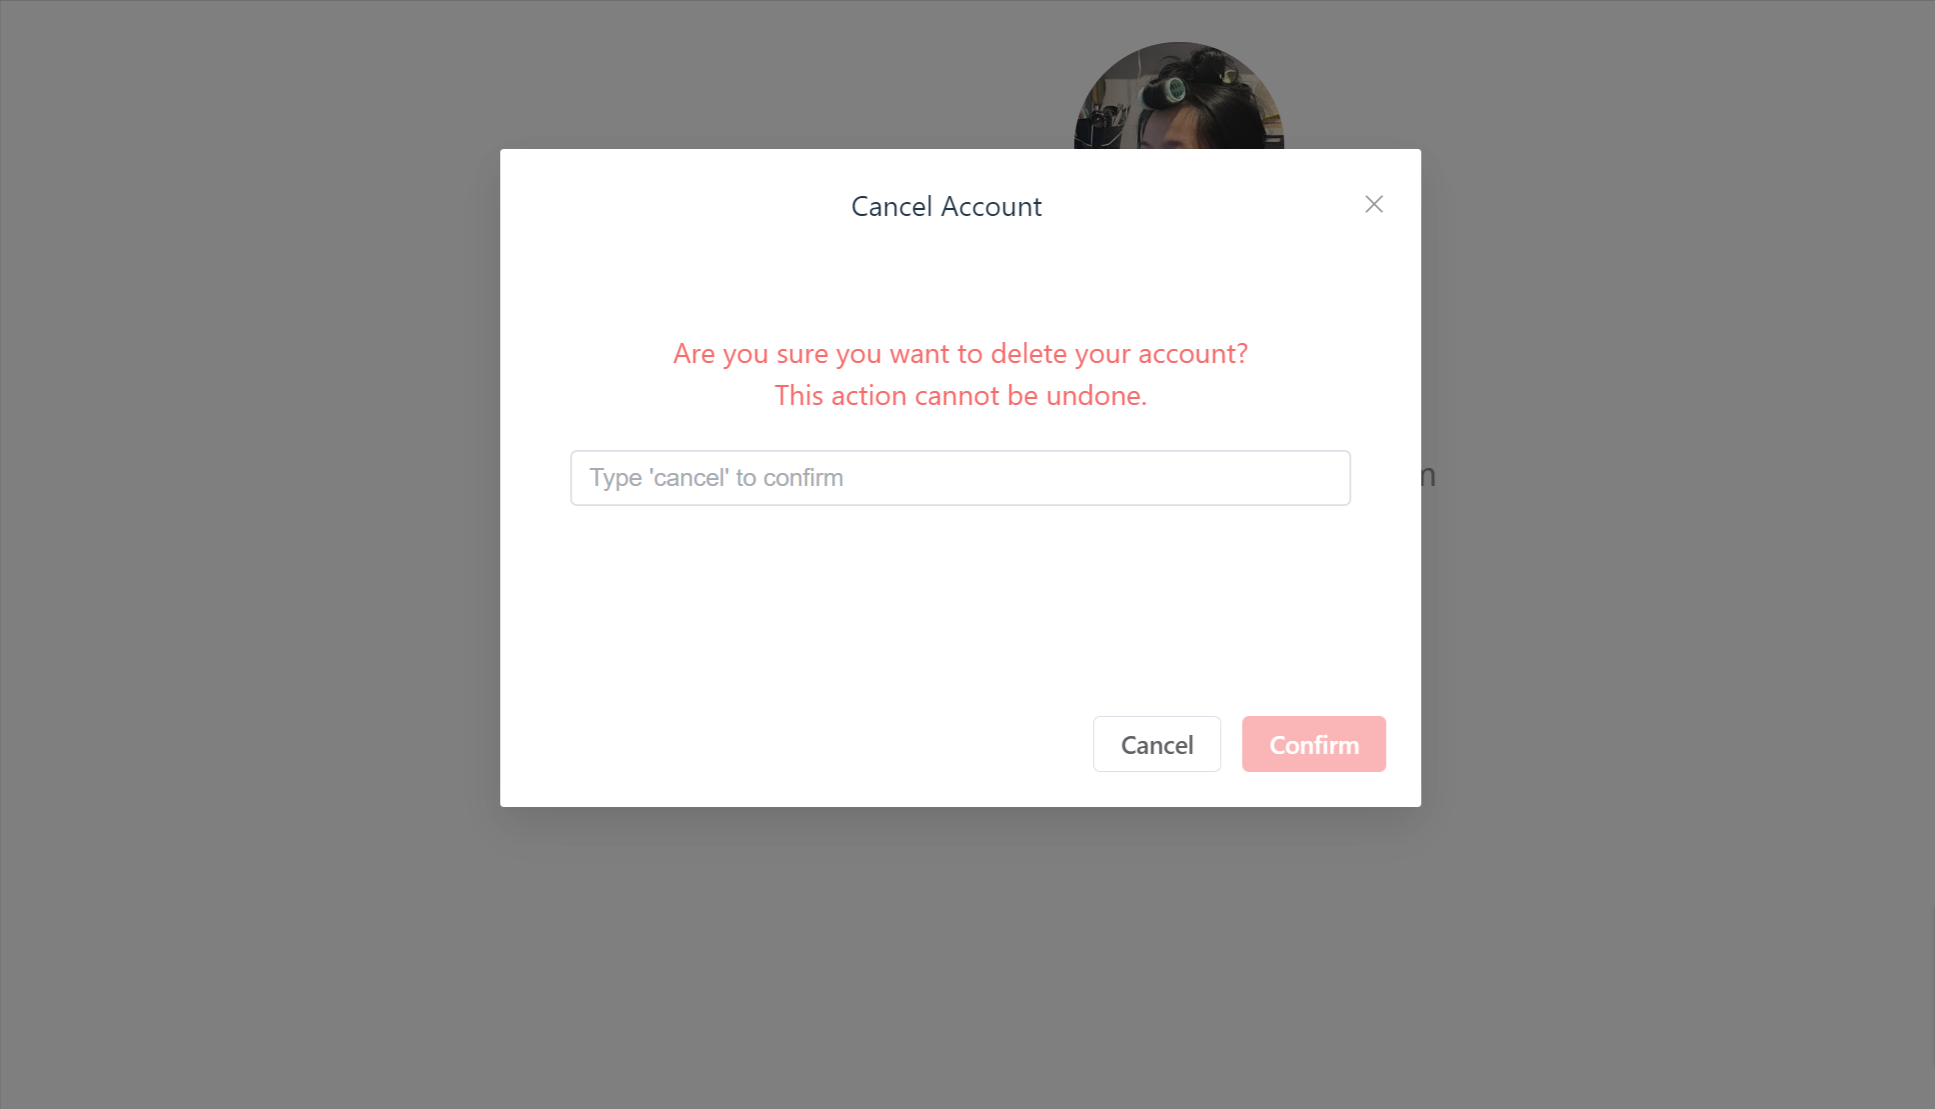 Cancel Account
Are you sure you want to delete your account?
This action cannot be undone.
Type 'cancel' to confirm
Cancel
Confirm